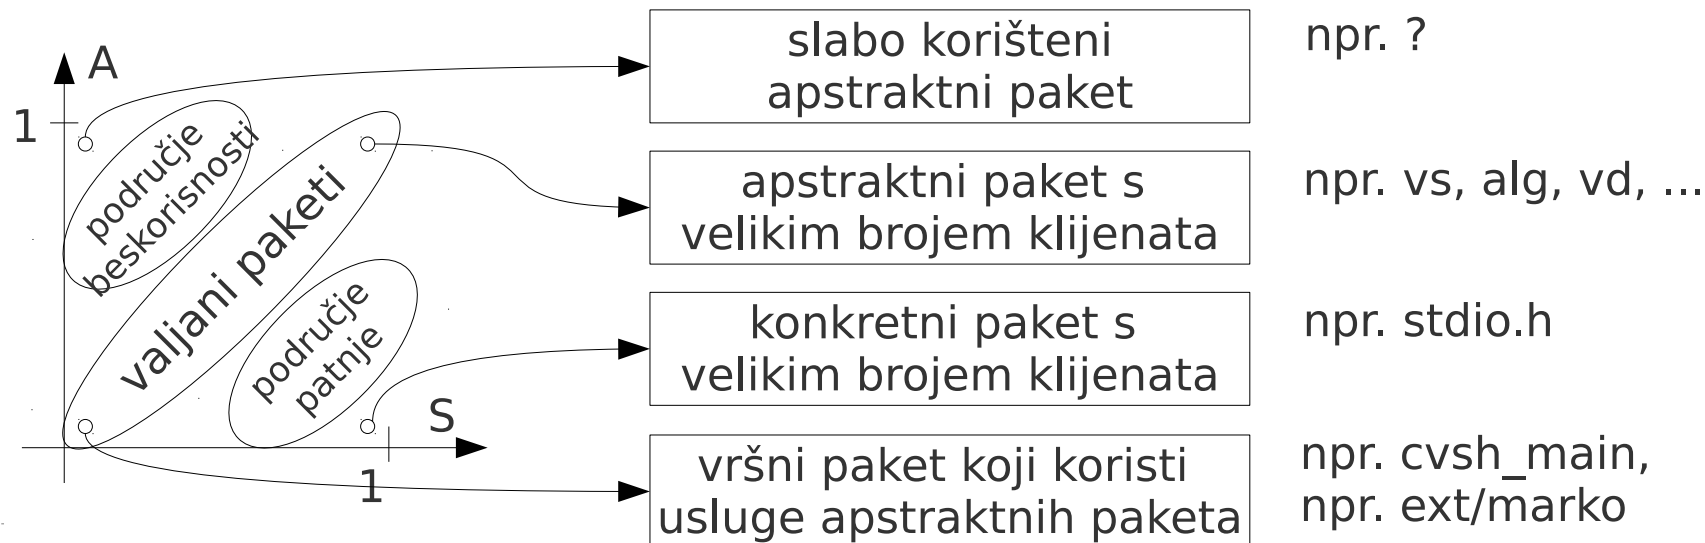 A
1
područje
beskorisnosti
valjani paketi
područje
patnje
S
1
slabo korišteni
apstraktni paket
npr. ?
apstraktni paket s
velikim brojem klijenata
npr. vs, alg, vd, ...
konkretni paket s
velikim brojem klijenata
npr. stdio.h
vršni paket koji koristi
usluge apstraktnih paketa
npr. cvsh_main,
npr. ext/marko